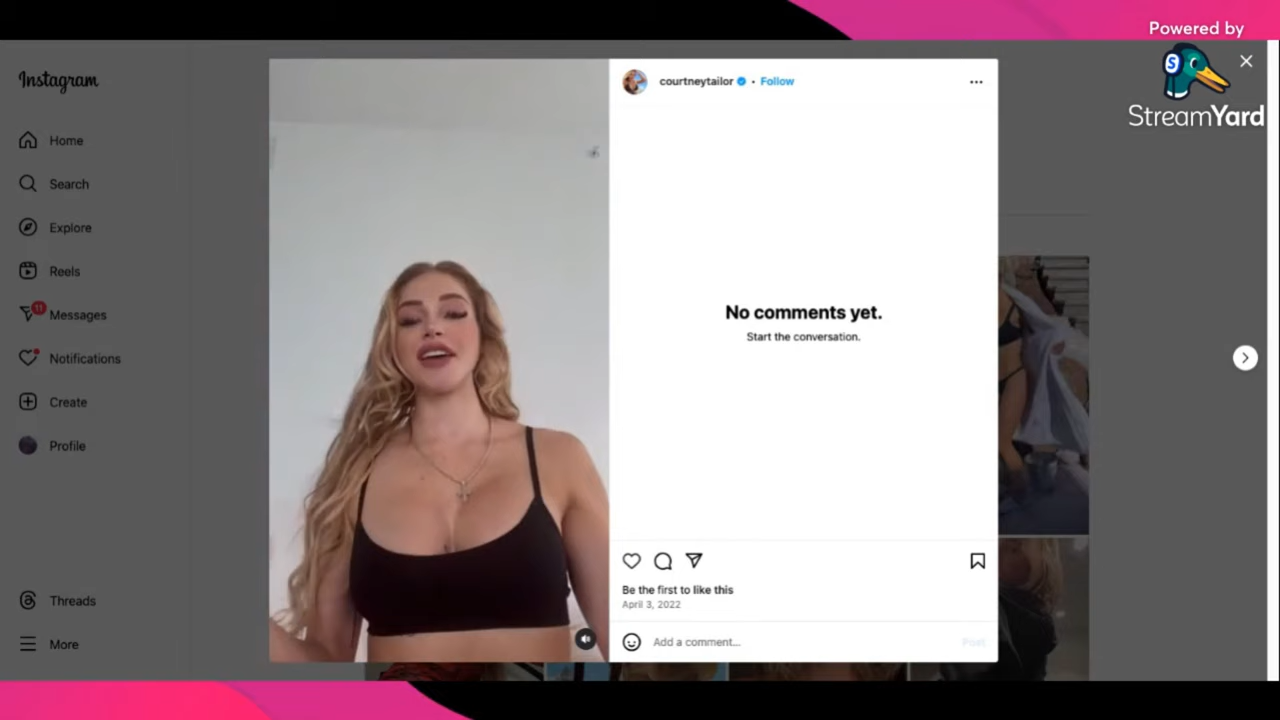 Powered by
StreamYard
Instagram
Home
Search
Explore
Reels
11
Messages
Notifications
Create
Profile
Threads
More
courtneytailor • Follow
No comments yet.
Start the conversation.
Be the first to like this
April 3, 2022
Add a comment...
Post